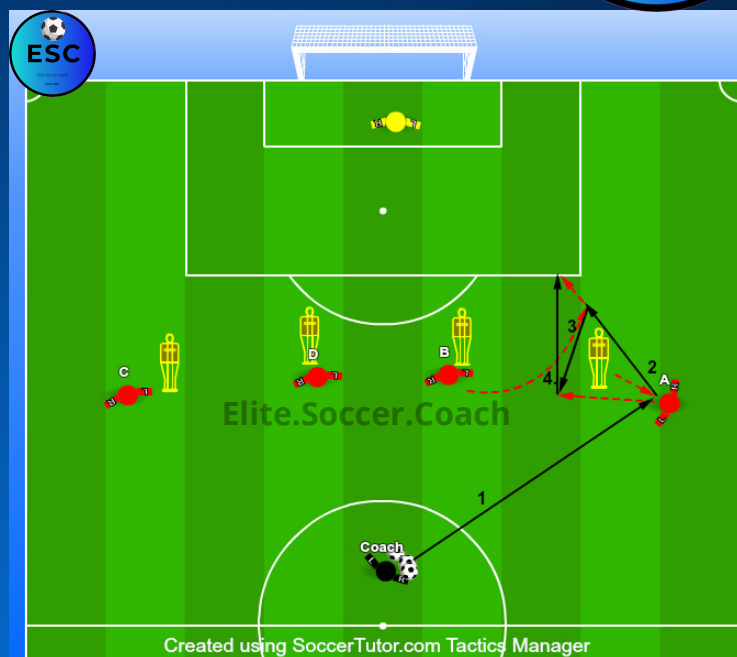 ESC
C
D
B
A
3
2
4.
Elite.Soccer.Coach
1
Coach
Created using SoccerTutor.com Tactics Manager